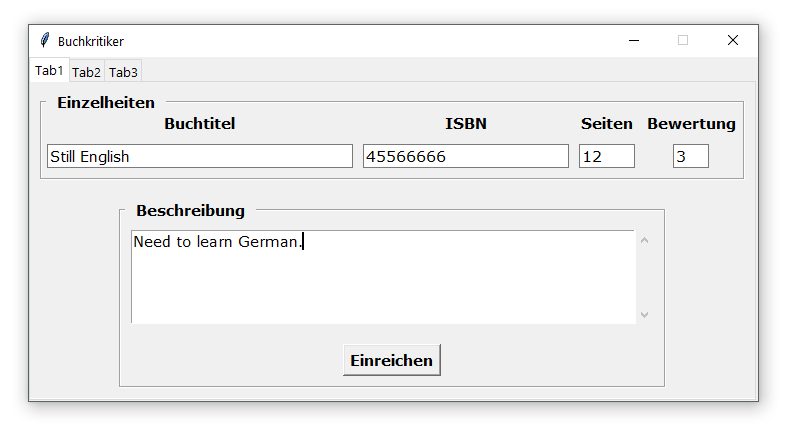 Buchkritiker
Tab1 Tab2 Tab3
Einzelheiten
Buchtitel ISBN Seiten Bewertung
Still English 45566666 12 3
Beschreibung
Need to learn German.
Einreichen